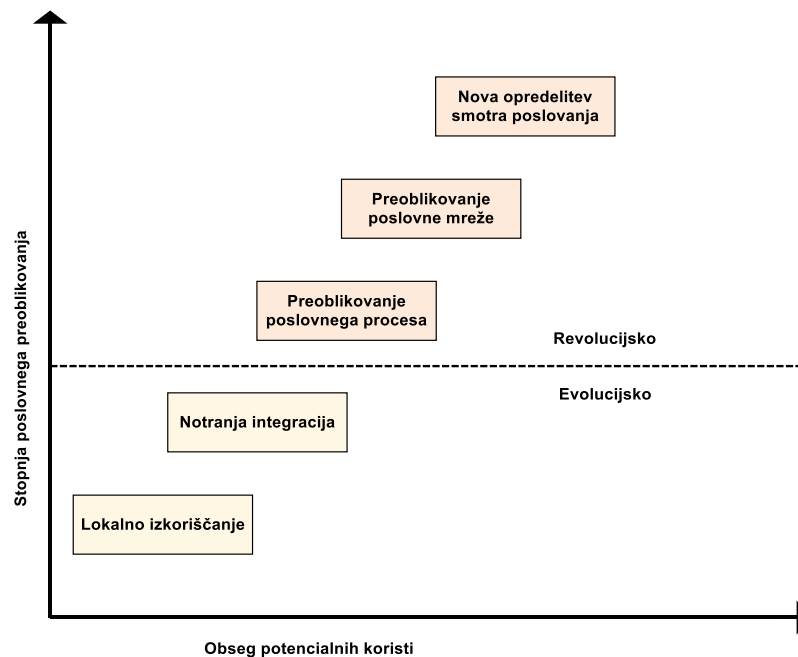 Nova opredelitev
smotra poslovanja
Preoblikovanje
poslovne mreže
Preoblikovanje
poslovnega procesa
Revolucijsko
Evolucijsko
Notranja integracija
Lokalno izkoriščanje
Stopnja poslovnega preoblikovanja
Obseg potencialnih koristi